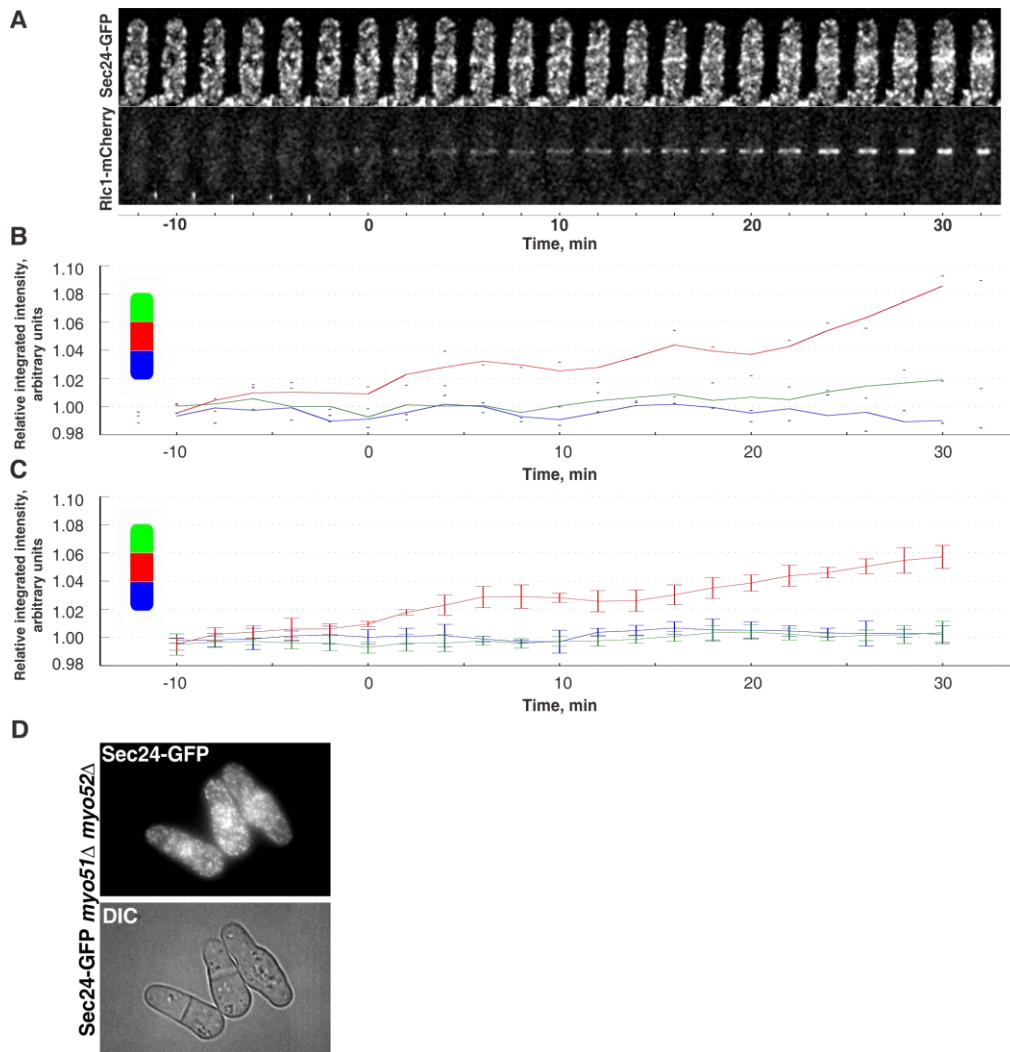 A
Sec24-GFP
Rlc1-mCherry
-10 0 10 20 30
Time, min
B
Relative integrated intensity,
arbitrary units
1.10
1.08
1.06
1.04
1.02
1.00
0.98
-10 0 10 20 30
Time, min
C
Relative integrated intensity,
arbitrary units
1.10
1.08
1.06
1.04
1.02
1.00
0.98
-10 0 10 20 30
Time, min
D
Sec24-GFP myo51Δ myo52Δ
Sec24-GFP
DIC